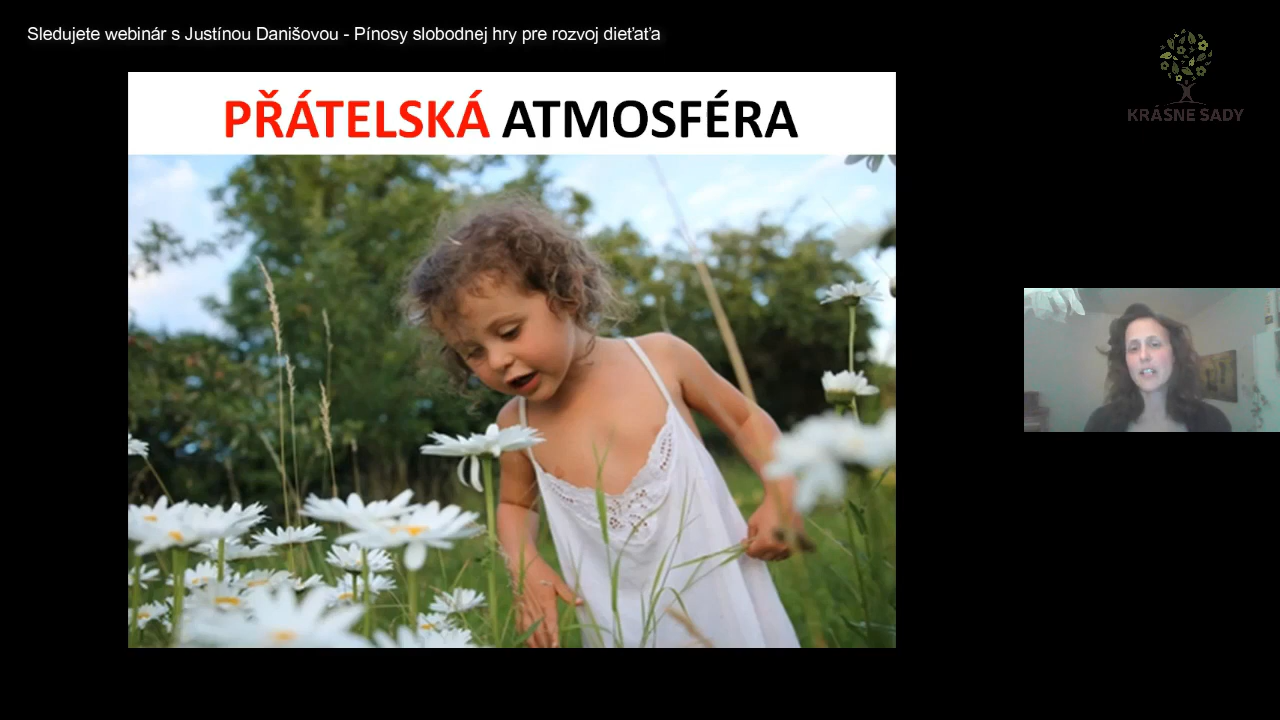 Sledujete webinár s Justínou Danišovou - Pínosy slobodnej hry pre rozvoj dieťaťa
KRÁSNE SADY
PŘÁTELSKÁ ATMOSFÉRA